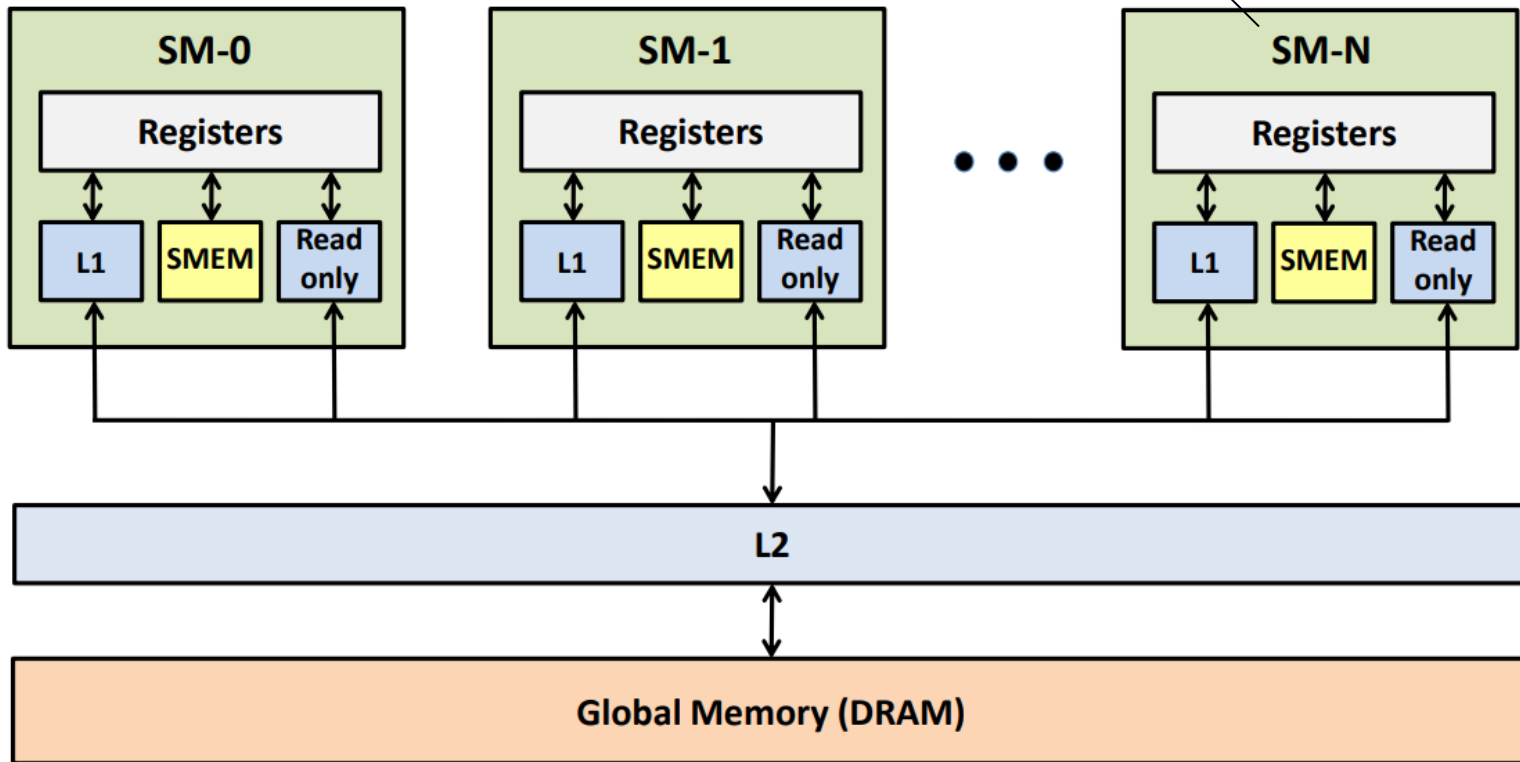 SM-0
SM-1
SM-N
Registers
Registers
Registers
L1
SMEM
Read
only
L1
SMEM
Read
only
L1
SMEM
Read
only
L2
Global Memory (DRAM)